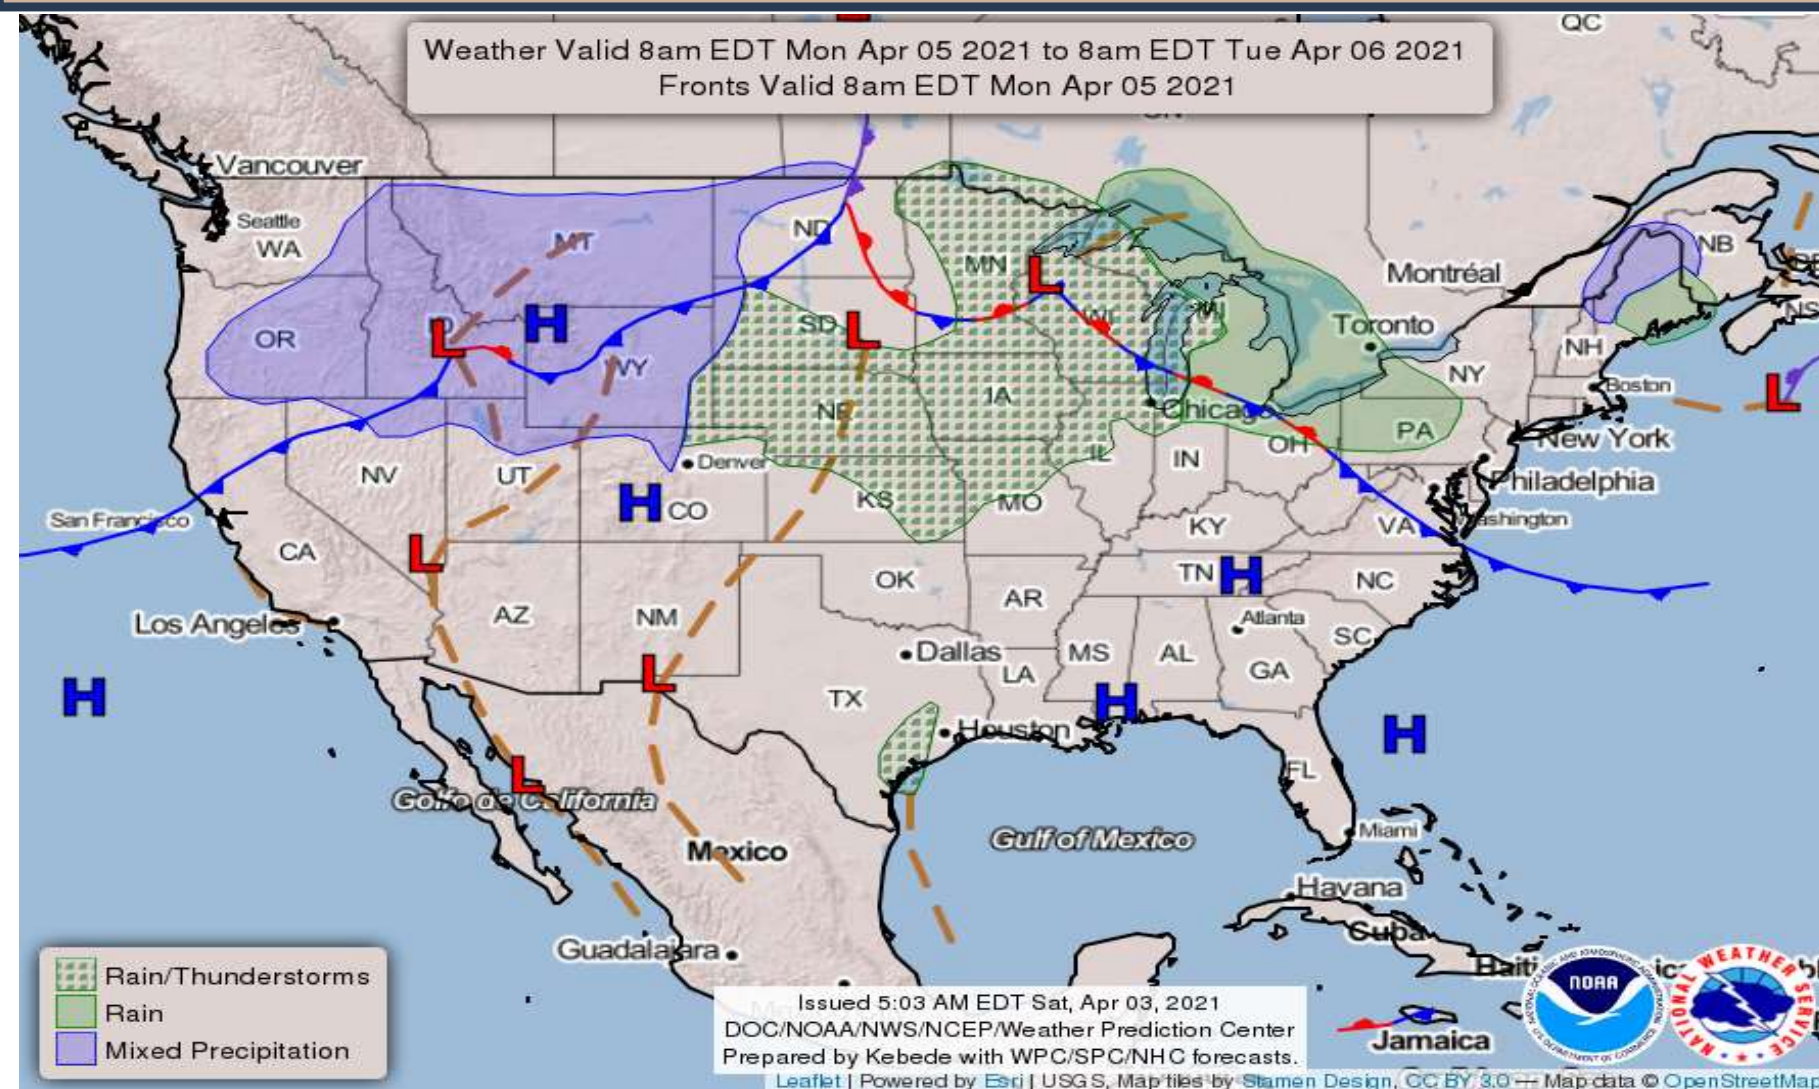 QC
Weather Valid 8am EDT Mon Apr 05 2021 to 8am EDT Tue Apr 06 2021
Fronts Valid 8am EDT Mon Apr 05 2021
Vancouver
Seattle
WA
MT
ND
MN
NB
Montréal
L
NS
OR
L
H
SD
L
WI
MI
Toronto
NH
WY
NY
Boston
L
IA
NE
Chicago
PA
New York
OH
NV
UT
Denver
IL
IN
Philadelphia
H
CO
KS
MO
San Francisco
KY
VA
Washington
CA
L
OK
TN
H
NC
AR
Los Angeles
AZ
NM
Atlanta
SC
Dallas
MS
AL
GA
L
LA
H
TX
H
Houston
H
FL
L
Golfo de California
Miami
Gulf of Mexico
Mexico
Havana
Cuba
Guadalajara
Haiti
Rain/Thunderstorms
Rain
Mixed Precipitation
Issued 5:03 AM EDT Sat, Apr 03, 2021
DOC/NOAA/NWS/NCEP/Weather Prediction Center
Prepared by Kebede with WPC/SPC/NHC forecasts.
Jamaica
NOAA
NATIONAL WEATHER SERVICE
Leaflet | Powered by Esri | USGS, Map tiles by Stamen Design, CC BY 3.0 — Map data © OpenStreetMap